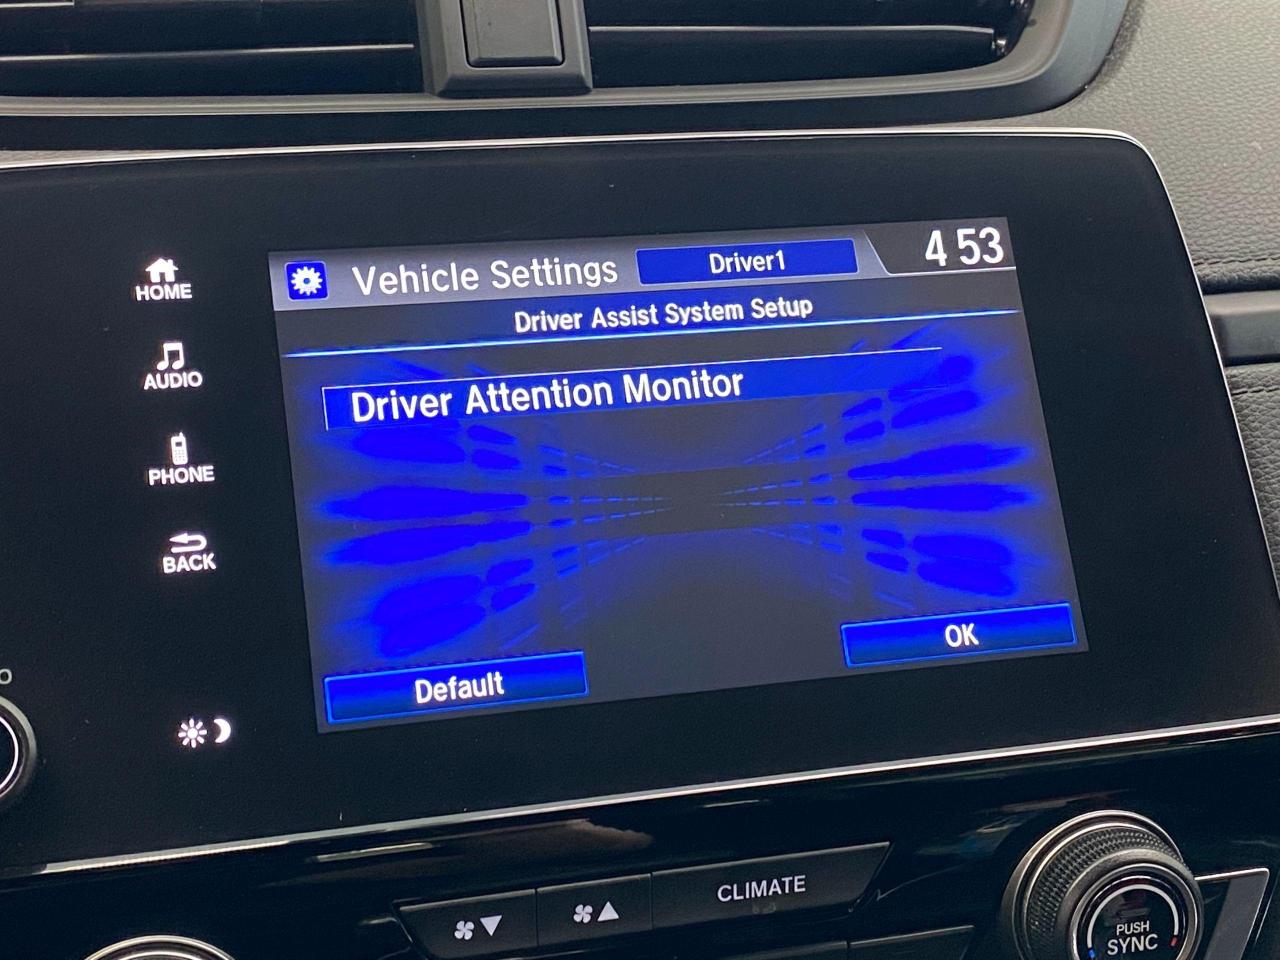 Vehicle Settings
Driver1
4 53
Driver Assist System Setup
HOME
AUDIO
Driver Attention Monitor
PHONE
BACK
OK
Default
CLIMATE
PUSH
SYNC